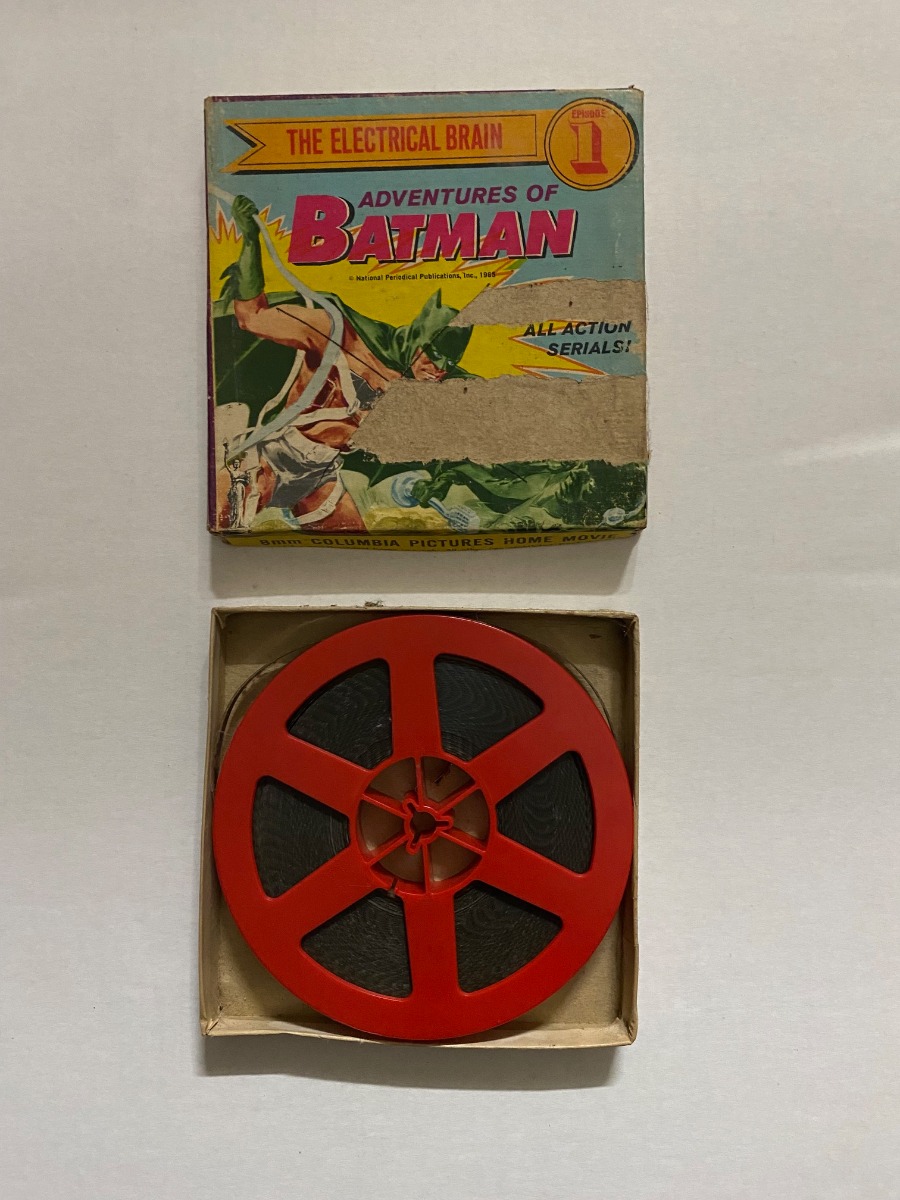 THE ELECTRICAL BRAIN
EPISODE
1
ADVENTURES OF
BATMAN
© National Periodical Publications, Inc., 1965
ALL ACTION
SERIALS!
8mm COLUMBIA PICTURES HOME MOVIE